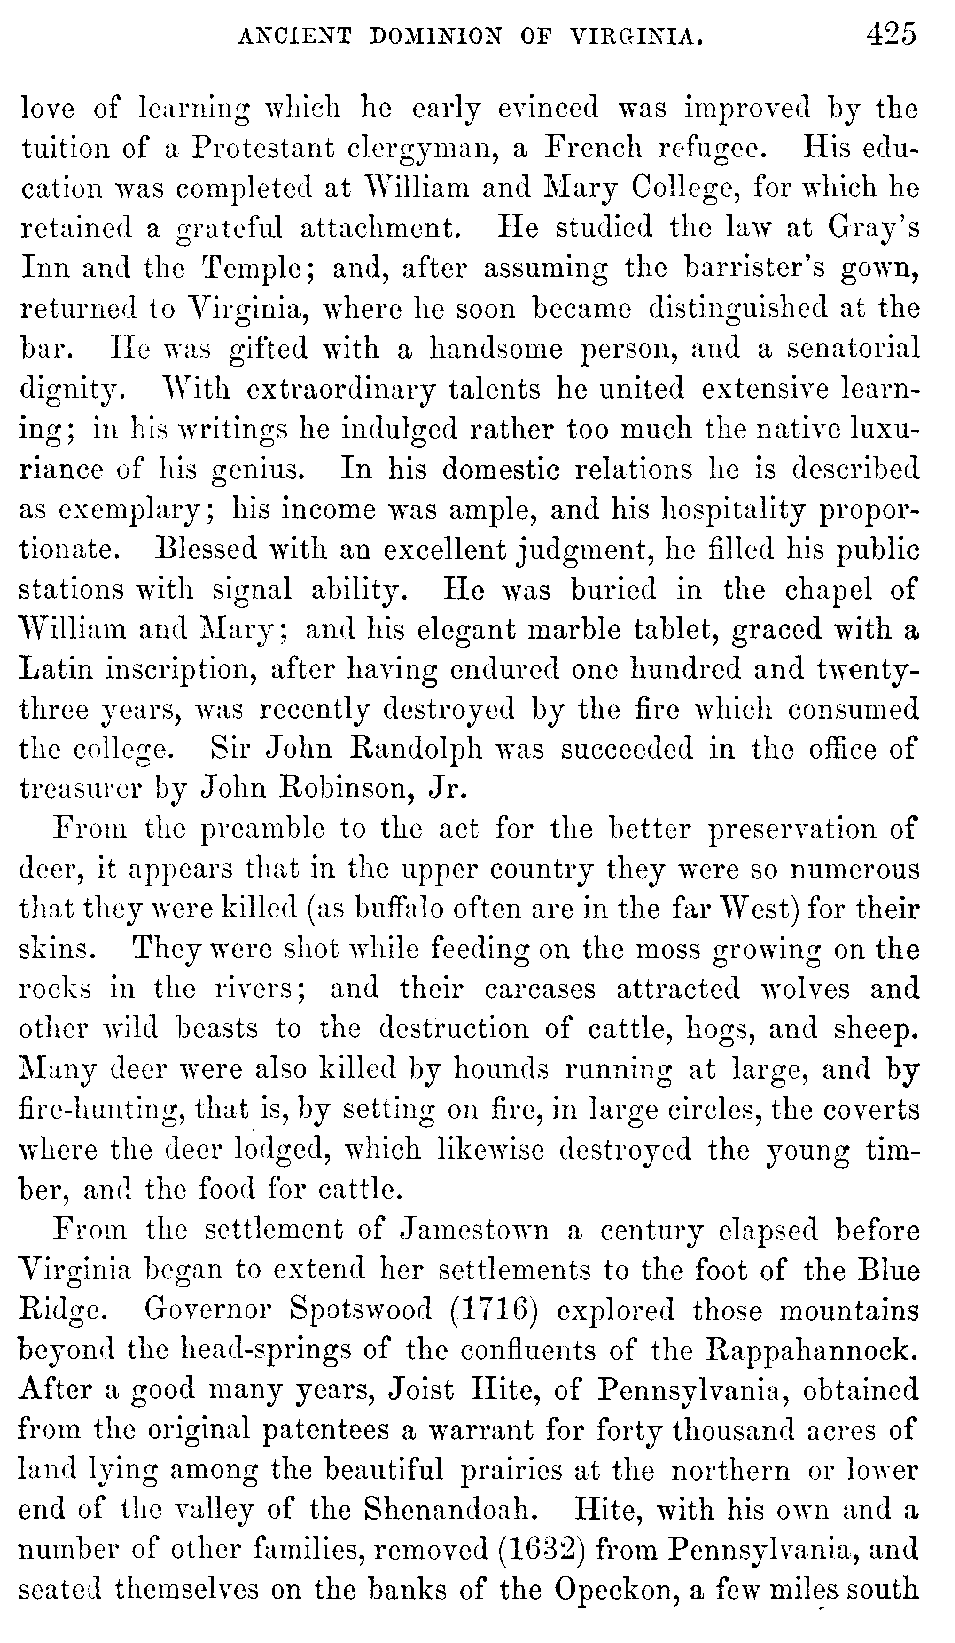 ANCIENT DOMINION OF VIRGINIA. 425
love of learning which he early evinced was improved by the
tuition of a Protestant clergyman, a French refugee. His edu-
cation was completed at William and Mary College, for which he
retained a grateful attachment. He studied the law at Gray's
Inn and the Temple; and, after assuming the barrister's gown,
returned to Virginia, where he soon became distinguished at the
bar. He was gifted with a handsome person, and a senatorial
dignity. With extraordinary talents he united extensive learn-
ing; in his writings he indulged rather too much the native luxu-
riance of his genius. In his domestic relations he is described
as exemplary; his income was ample, and his hospitality propor-
tionate. Blessed with an excellent judgment, he filled his public
stations with signal ability. He was buried in the chapel of
William and Mary; and his elegant marble tablet, graced with a
Latin inscription, after having endured one hundred and twenty-
three years, was recently destroyed by the fire which consumed
the college. Sir John Randolph was succeeded in the office of
treasurer by John Robinson, Jr.
From the preamble to the act for the better preservation of
deer, it appears that in the upper country they were so numerous
that they were killed (as buffalo often are in the far West) for their
skins. They were shot while feeding on the moss growing on the
rocks in the rivers; and their carcases attracted wolves and
other wild beasts to the destruction of cattle, hogs, and sheep.
Many deer were also killed by hounds running at large, and by
fire-hunting, that is, by setting on fire, in large circles, the coverts
where the deer lodged, which likewise destroyed the young tim-
ber, and the food for cattle.
From the settlement of Jamestown a century elapsed before
Virginia began to extend her settlements to the foot of the Blue
Ridge. Governor Spotswood (1716) explored those mountains
beyond the head-springs of the confluents of the Rappahannock.
After a good many years, Joist Hite, of Pennsylvania, obtained
from the original patentees a warrant for forty thousand acres of
land lying among the beautiful prairies at the northern or lower
end of the valley of the Shenandoah. Hite, with his own and a
number of other families, removed (1632) from Pennsylvania, and
seated themselves on the banks of the Opeckon, a few miles south